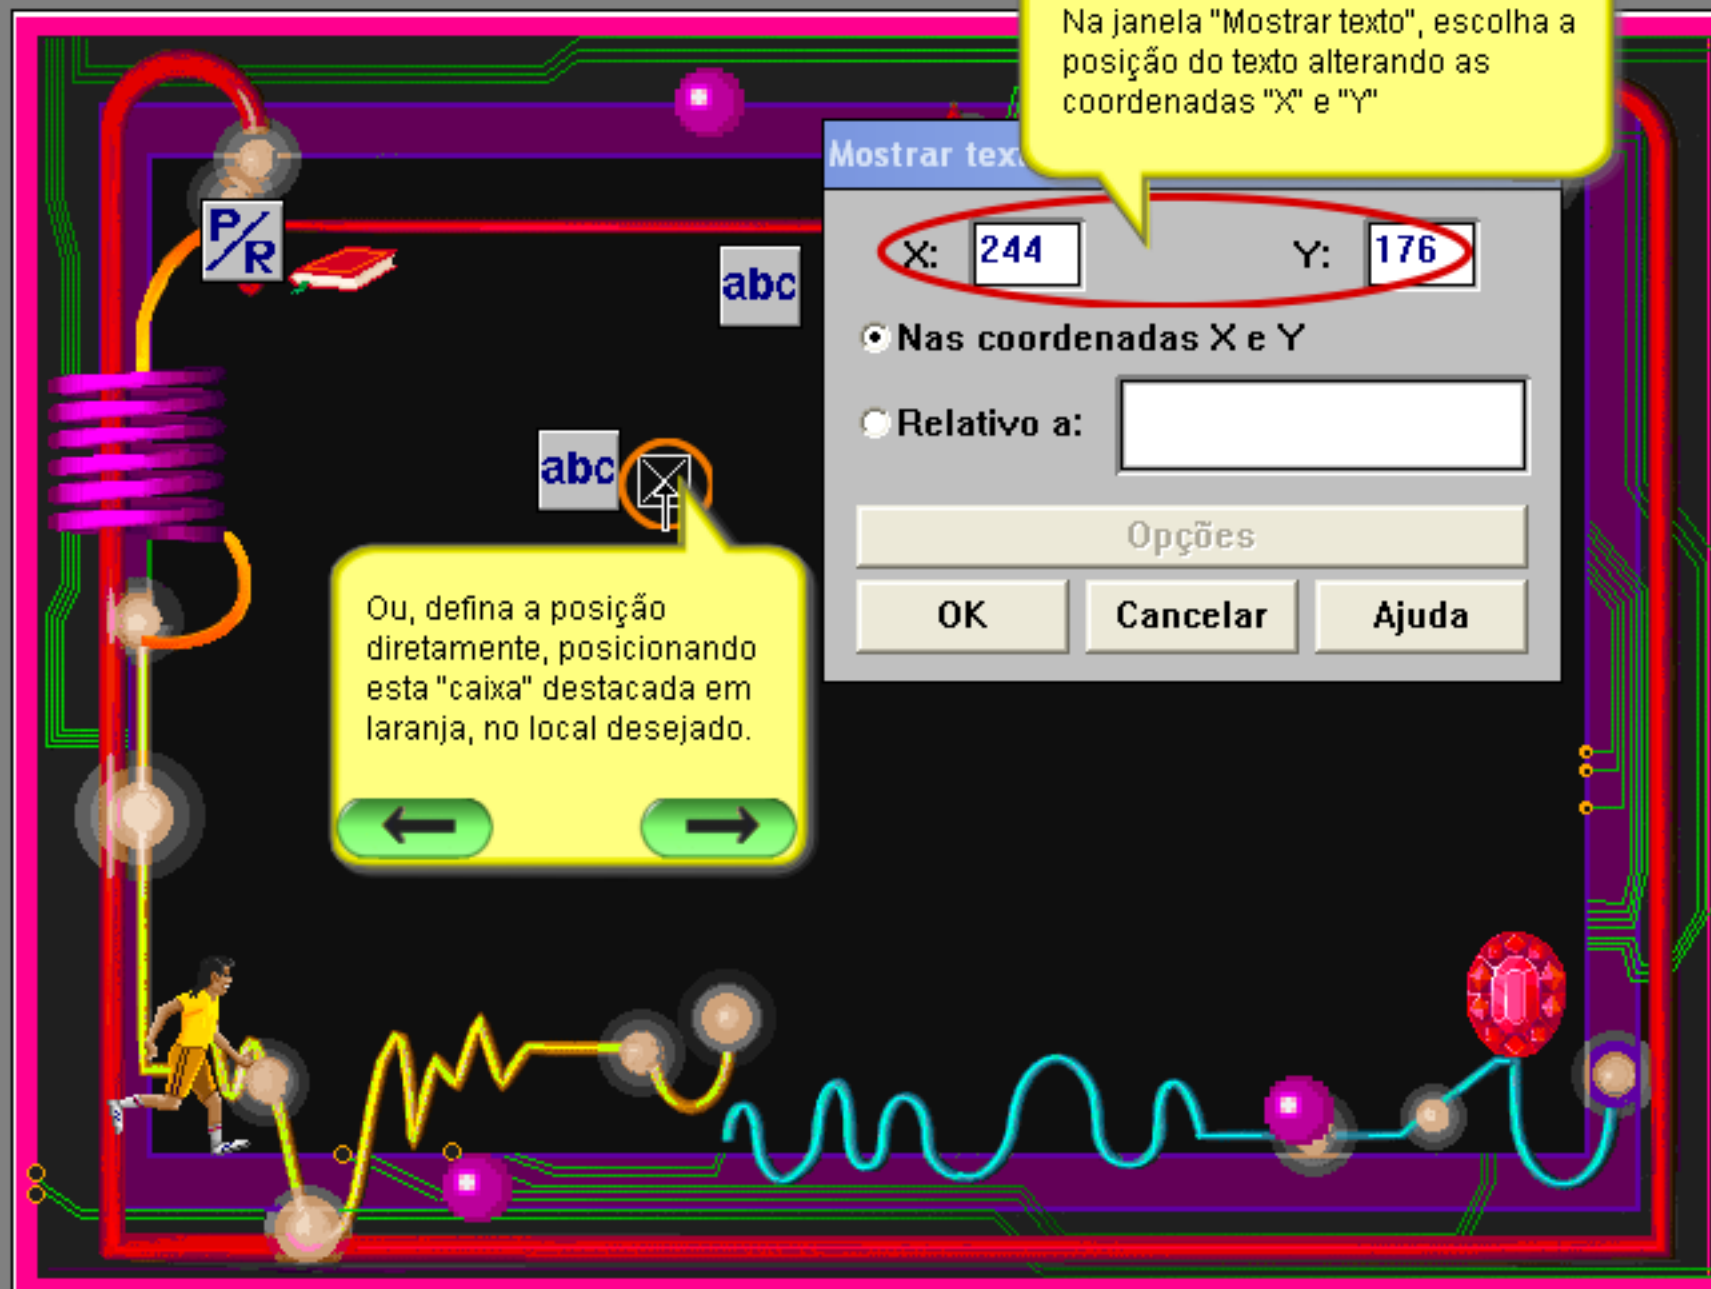 Na janela "Mostrar texto", escolha a
posição do texto alterando as
coordenadas "X" e "Y"
Mostrar
P/R
X: 244
Y: 176
abc
Nas coordenadas X e Y
Relativo a:
abc
Opções
OK
Cancelar
Ajuda
Ou, defina a posição
diretamente, posicionando
esta "caixa" destacada em
laranja, no local desejado.